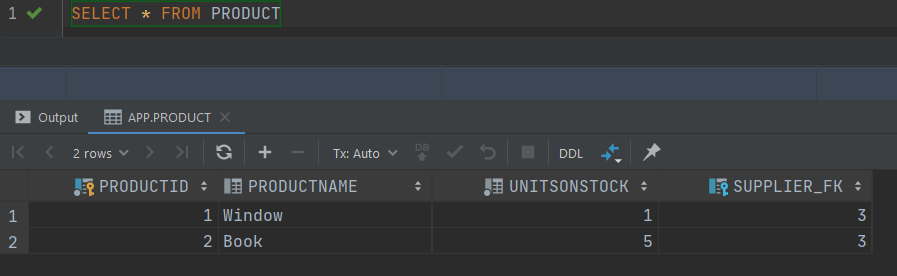 1 SELECT * FROM PRODUCT
Output APP.PRODUCT
2 rows Tx: Auto DB DDL
PRODUCTID PRODUCTNAME UNITSONSTOCK SUPPLIER_FK
1 1 Window 1 3
2 2 Book 5 3